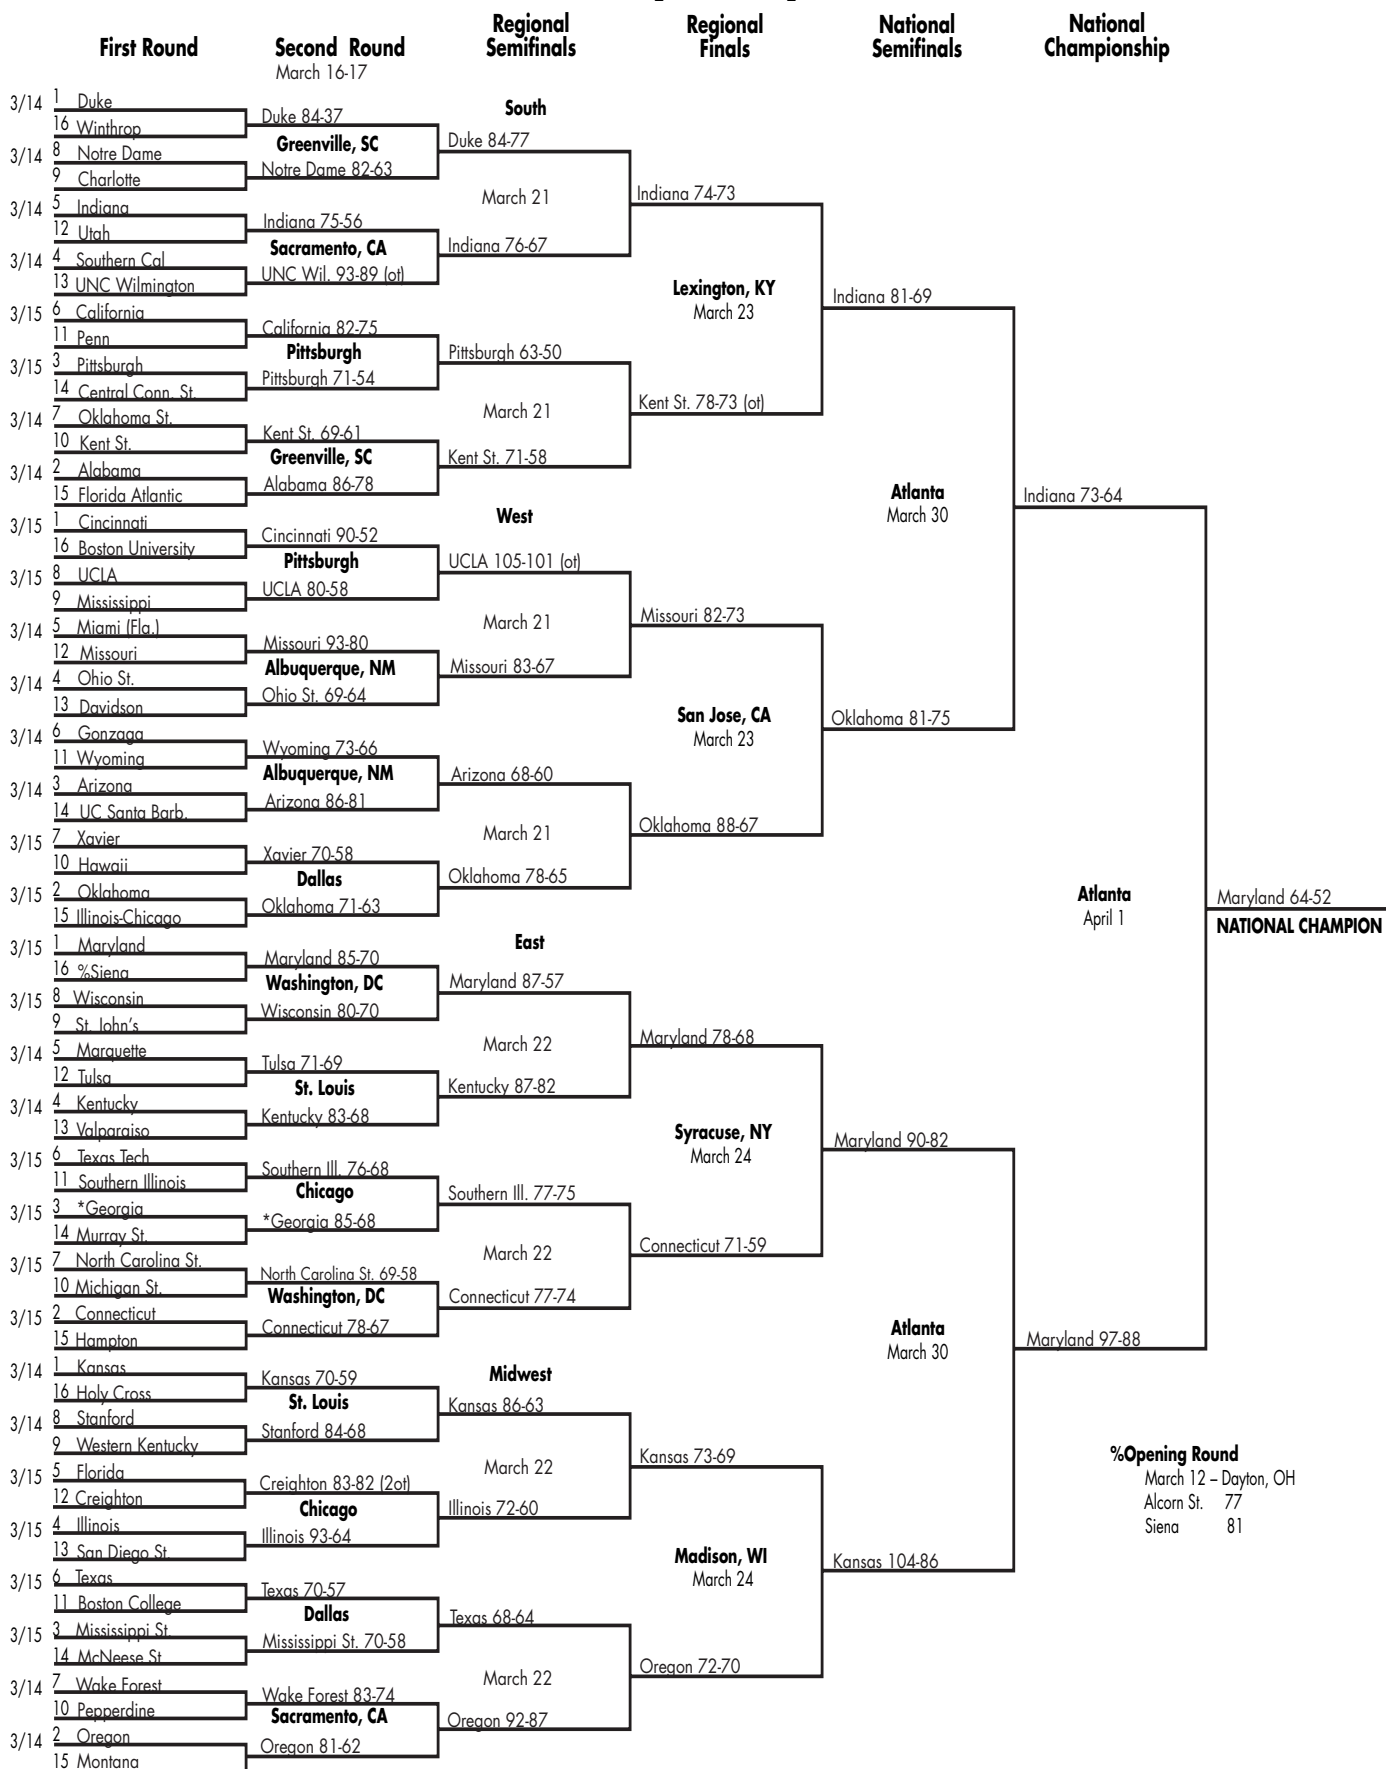 First Round
Second Round
March 16-17
Regional
Semifinals
Regional
Finals
National
Semifinals
National
Championship
3/14
1 Duke
16 Winthrop
3/14
8 Notre Dame
9 Charlotte
3/14
5 Indiana
12 Utah
3/14
4 Southern Cal
13 UNC Wilmington
3/15
6 California
11 Penn
3/15
3 Pittsburgh
14 Central Conn. St.
3/14
7 Oklahoma St.
10 Kent St.
3/14
2 Alabama
15 Florida Atlantic
3/15
1 Cincinnati
16 Boston University
3/15
8 UCLA
9 Mississippi
3/14
5 Miami (Fla.)
12 Missouri
3/14
4 Ohio St.
13 Davidson
3/14
6 Gonzaga
11 Wyoming
3/14
3 Arizona
14 UC Santa Barb.
3/15
7 Xavier
10 Hawaii
3/15
2 Oklahoma
15 Illinois-Chicago
3/15
1 Maryland
16 %Siena
3/15
8 Wisconsin
9 St. John's
3/14
5 Marquette
12 Tulsa
3/14
4 Kentucky
13 Valparaiso
3/15
6 Texas Tech
11 Southern Illinois
3/15
3 *Georgia
14 Murray St.
3/15
7 North Carolina St.
10 Michigan St.
3/15
2 Connecticut
15 Hampton
3/14
1 Kansas
16 Holy Cross
3/14
8 Stanford
9 Western Kentucky
3/15
5 Florida
12 Creighton
3/15
4 Illinois
13 San Diego St.
3/15
6 Texas
11 Boston College
3/15
3 Mississippi St.
14 McNeese St.
3/14
7 Wake Forest
10 Pepperdine
3/14
2 Oregon
15 Montana
Duke 84-37
Greenville, SC
Notre Dame 82-63
Indiana 75-56
Sacramento, CA
UNC Wil. 93-89 (ot)
California 82-75
Pittsburgh
Pittsburgh 71-54
Kent St. 69-61
Greenville, SC
Alabama 86-78
Cincinnati 90-52
Pittsburgh
UCLA 80-58
Missouri 93-80
Albuquerque, NM
Ohio St. 69-64
Wyoming 73-66
Albuquerque, NM
Arizona 86-81
Xavier 70-58
Dallas
Oklahoma 71-63
Maryland 85-70
Washington, DC
Wisconsin 80-70
Tulsa 71-69
St. Louis
Kentucky 83-68
Southern Ill. 76-68
Chicago
*Georgia 85-68
North Carolina St. 69-58
Washington, DC
Connecticut 78-67
Kansas 70-59
St. Louis
Stanford 84-68
Creighton 83-82 (2ot)
Chicago
Illinois 93-64
Texas 70-57
Dallas
Mississippi St. 70-58
Wake Forest 83-74
Sacramento, CA
Oregon 81-62
South
Duke 84-77
March 21
Indiana 76-67
Pittsburgh 63-50
March 21
Kent St. 71-58
West
UCLA 105-101 (ot)
March 21
Missouri 83-67
Arizona 68-60
March 21
Oklahoma 78-65
East
Maryland 87-57
March 22
Kentucky 87-82
Southern Ill. 77-75
March 22
Connecticut 77-74
Midwest
Kansas 86-63
March 22
Illinois 72-60
Texas 68-64
March 22
Oregon 92-87
Indiana 74-73
Lexington, KY
March 23
Kent St. 78-73 (ot)
Missouri 82-73
San Jose, CA
March 23
Oklahoma 88-67
Maryland 78-68
Syracuse, NY
March 24
Connecticut 71-59
Kansas 73-69
Madison, WI
March 24
Oregon 72-70
Indiana 81-69
Atlanta
March 30
Oklahoma 81-75
Maryland 90-82
Atlanta
March 30
Kansas 104-86
Indiana 73-64
Atlanta
April 1
Maryland 97-88
Maryland 64-52
NATIONAL CHAMPION
%Opening Round
March 12 – Dayton, OH
Alcorn St. 77
Siena 81